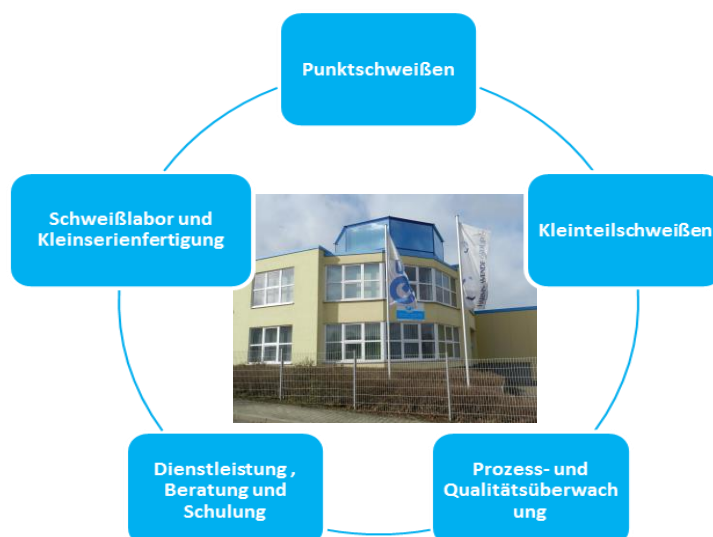 Punktschweißen
Schweißlabor und
Kleinserienfertigung
Kleinteilschweißen
Dienstleistung ,
Beratung und
Schulung
Prozess- und
Qualitätsüberwach
ung